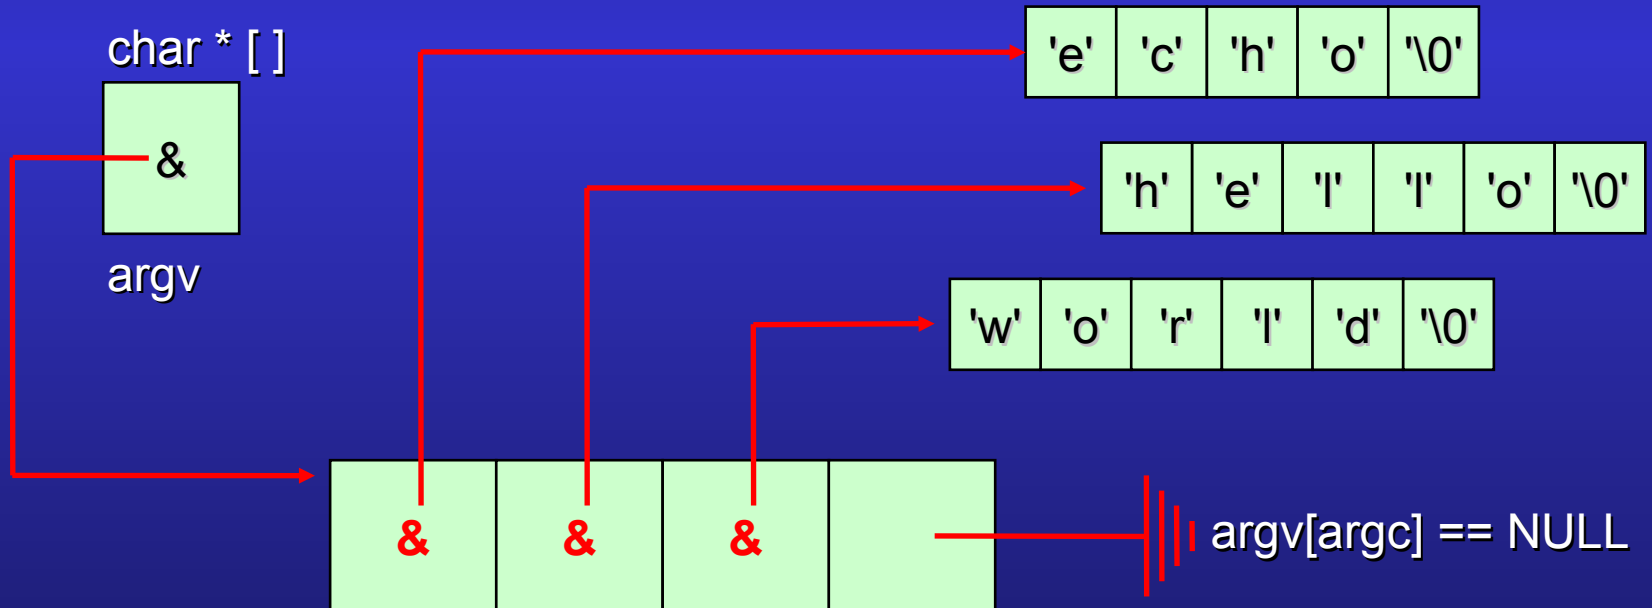 char * [ ]
'e' 'c' 'h' 'o' '\0'
&
'h' 'e' 'l' 'l' 'o' '\0'
argv
'w' 'o' 'r' 'l' 'd' '\0'
& & &
argv[argc] == NULL